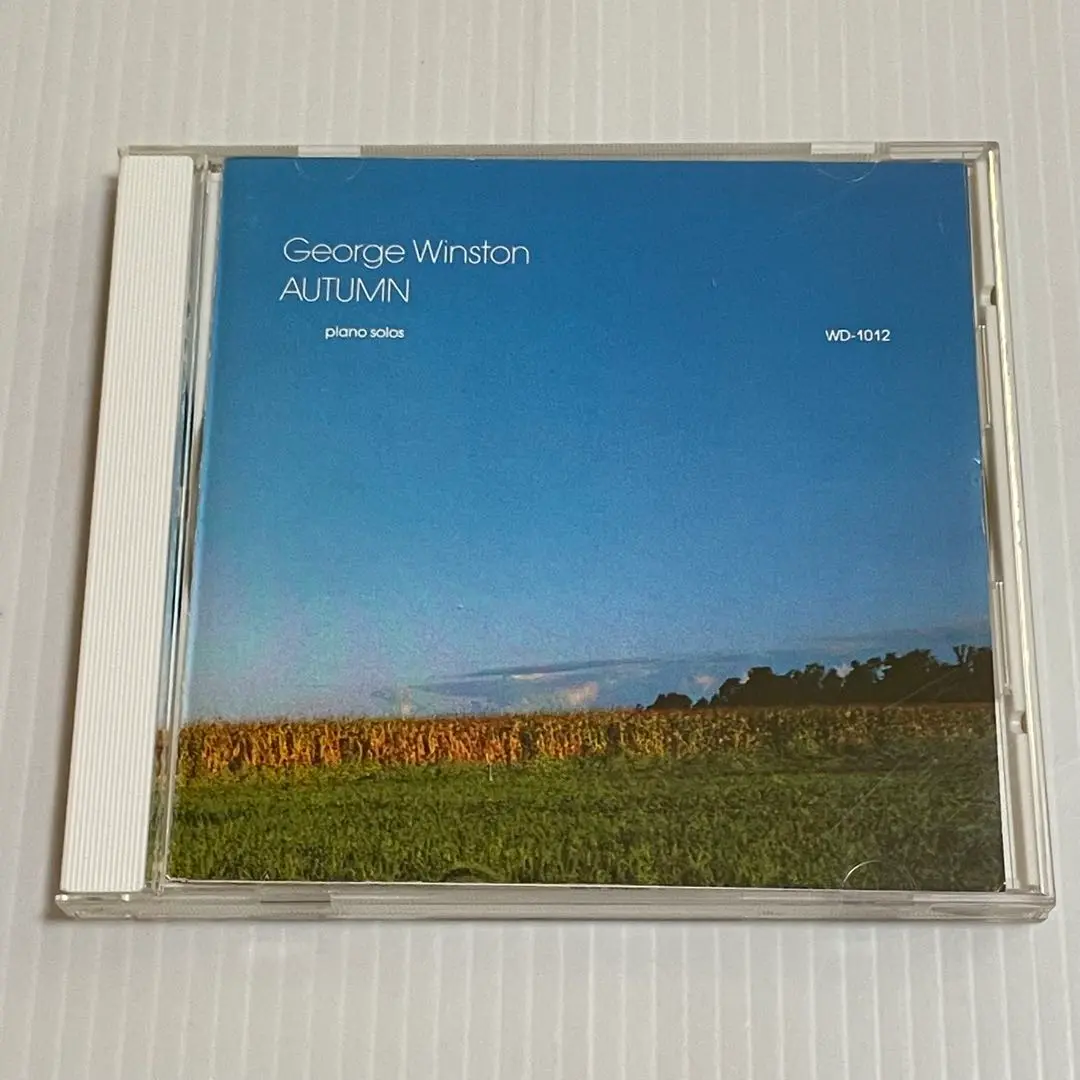 George Winston
AUTUMN
piano solos
WD-1012